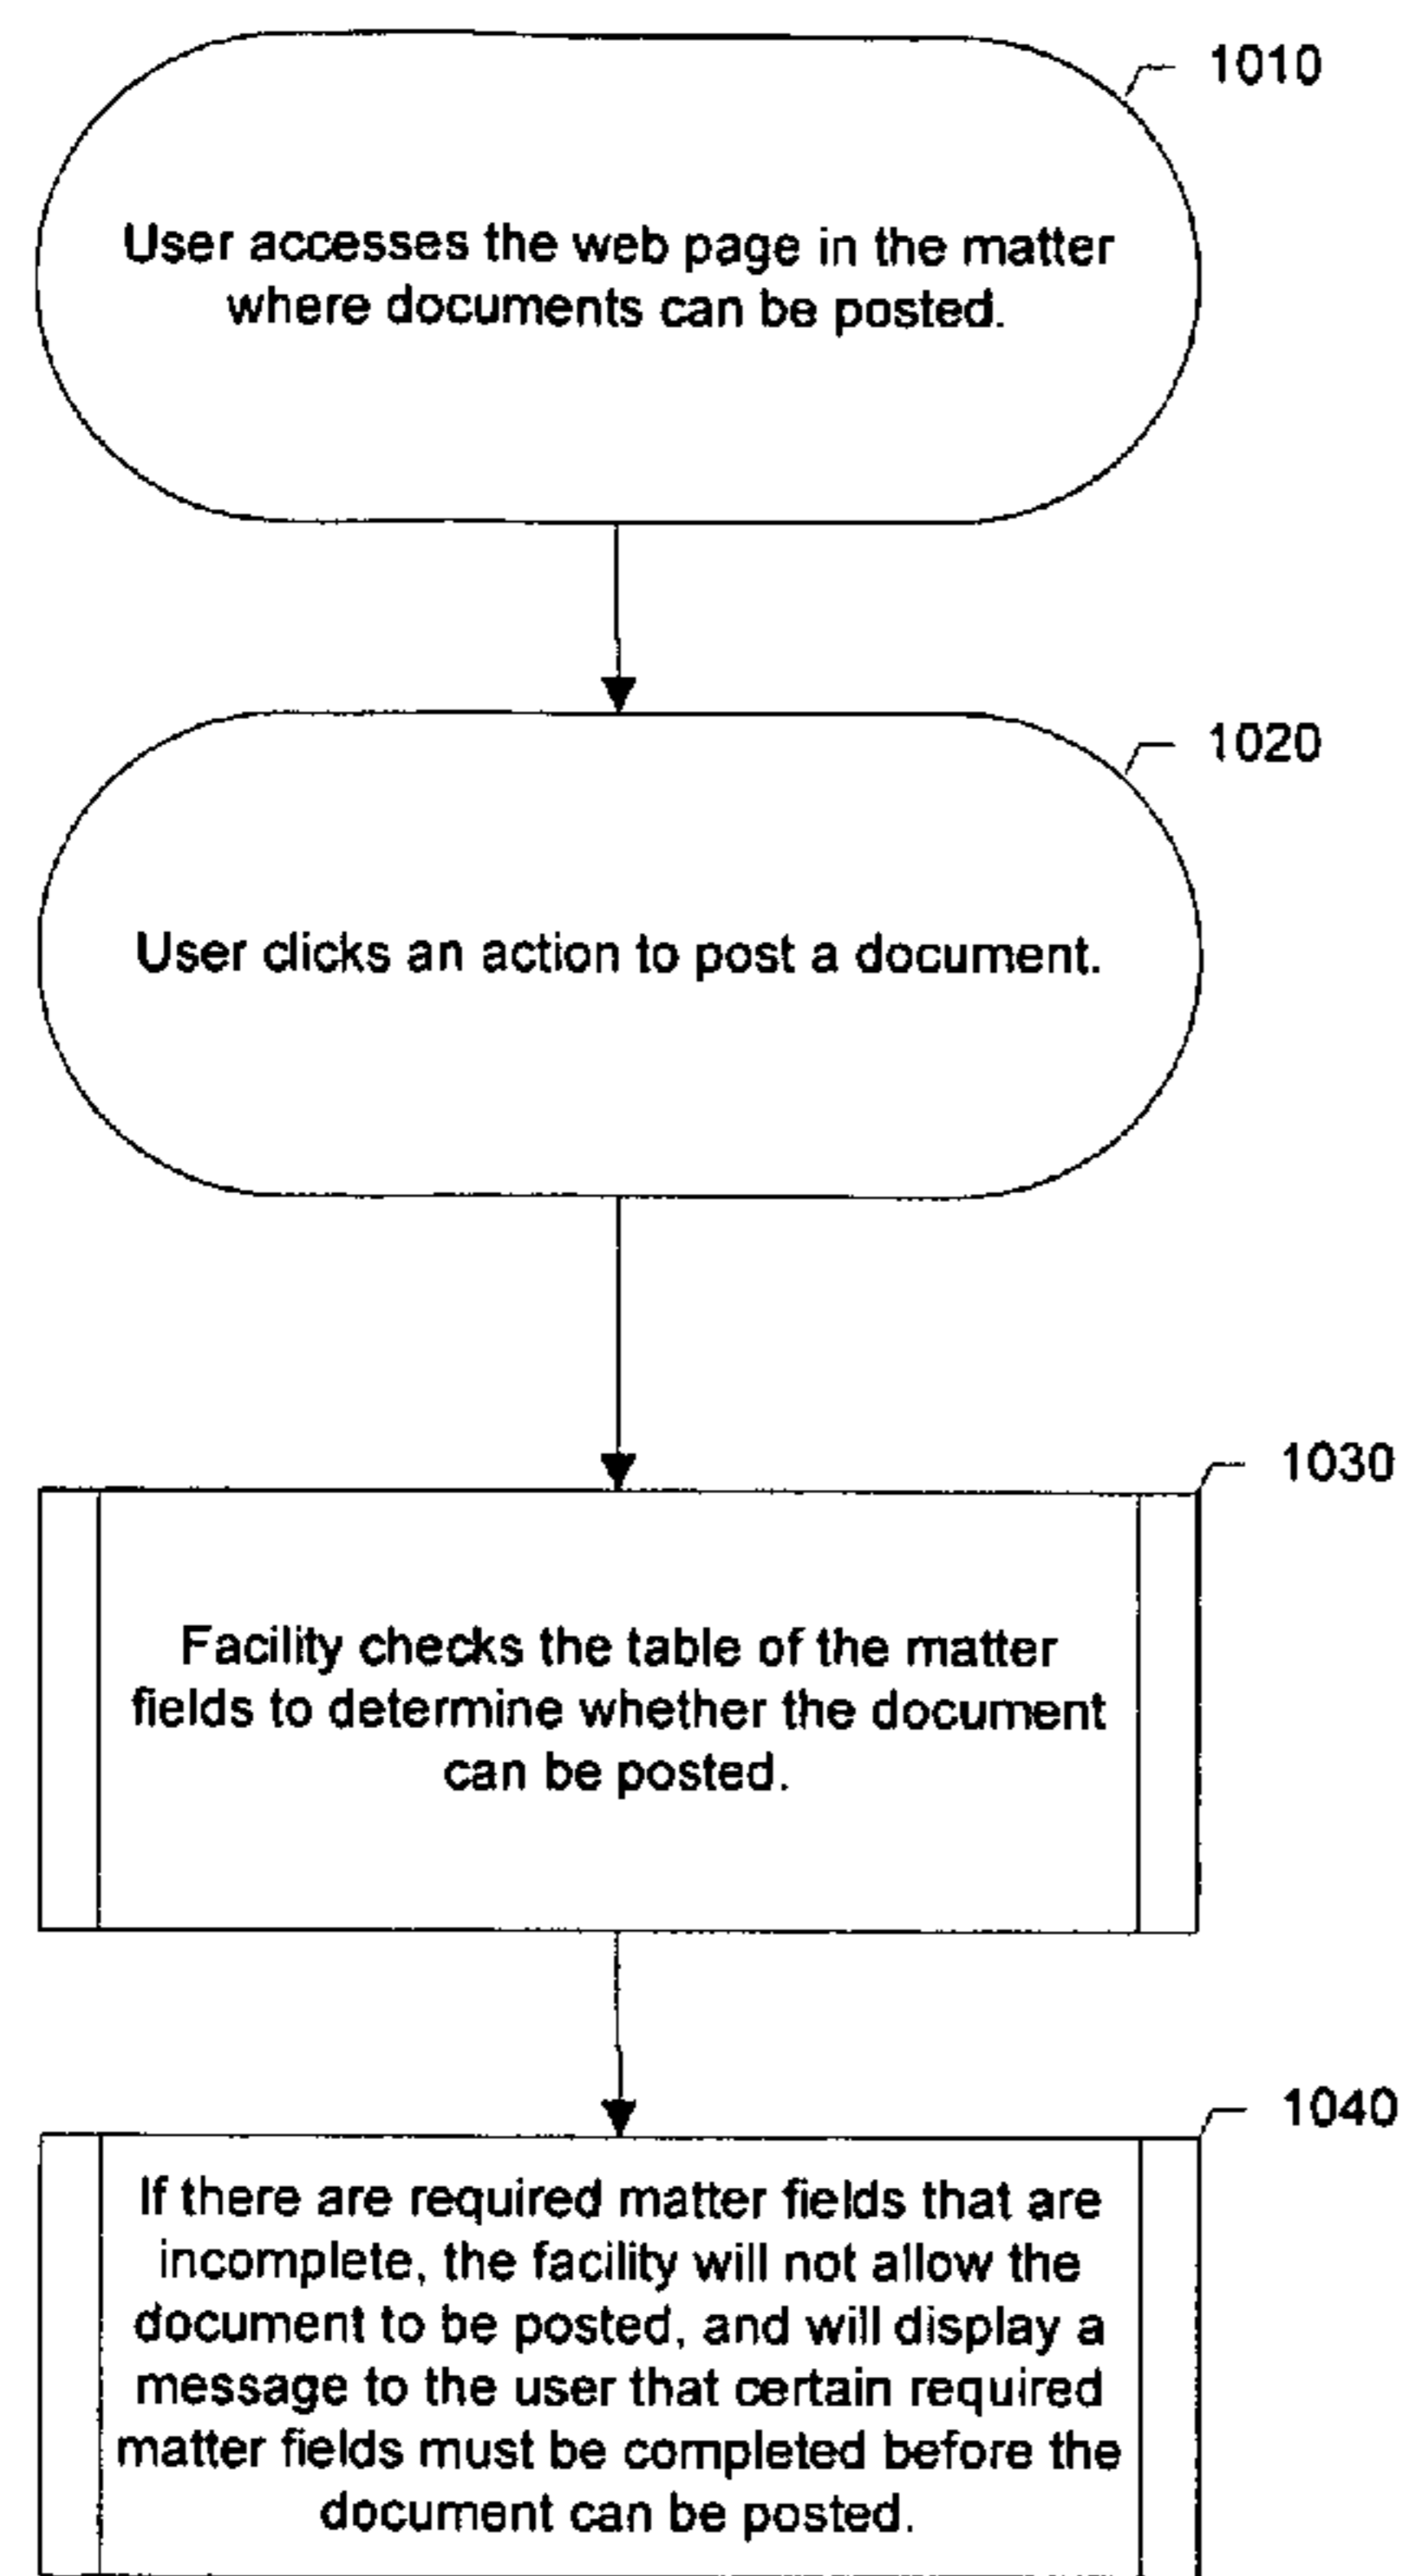 1010
User accesses the web page in the matter
where documents can be posted.
1020
User clicks an action to post a document.
1030
Facility checks the table of the matter
fields to determine whether the document
can be posted.
1040
If there are required matter fields that are
incomplete, the facility will not allow the
document to be posted, and will display a
message to the user that certain required
matter fields must be completed before the
document can be posted.